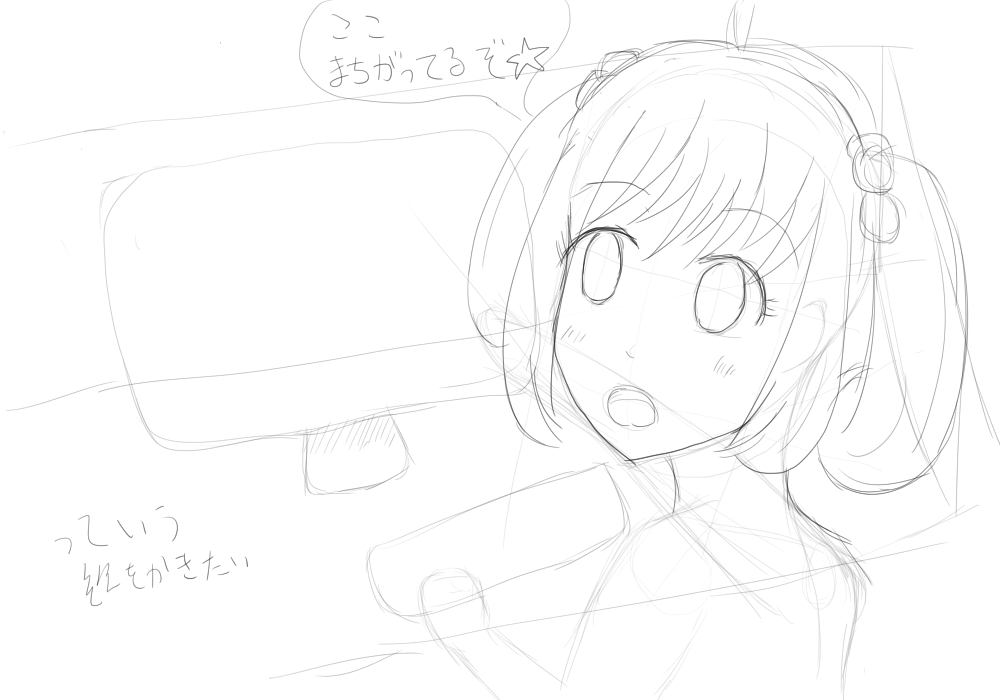 ここ
まちがってるぞ☆
っていう
絵をかきたい